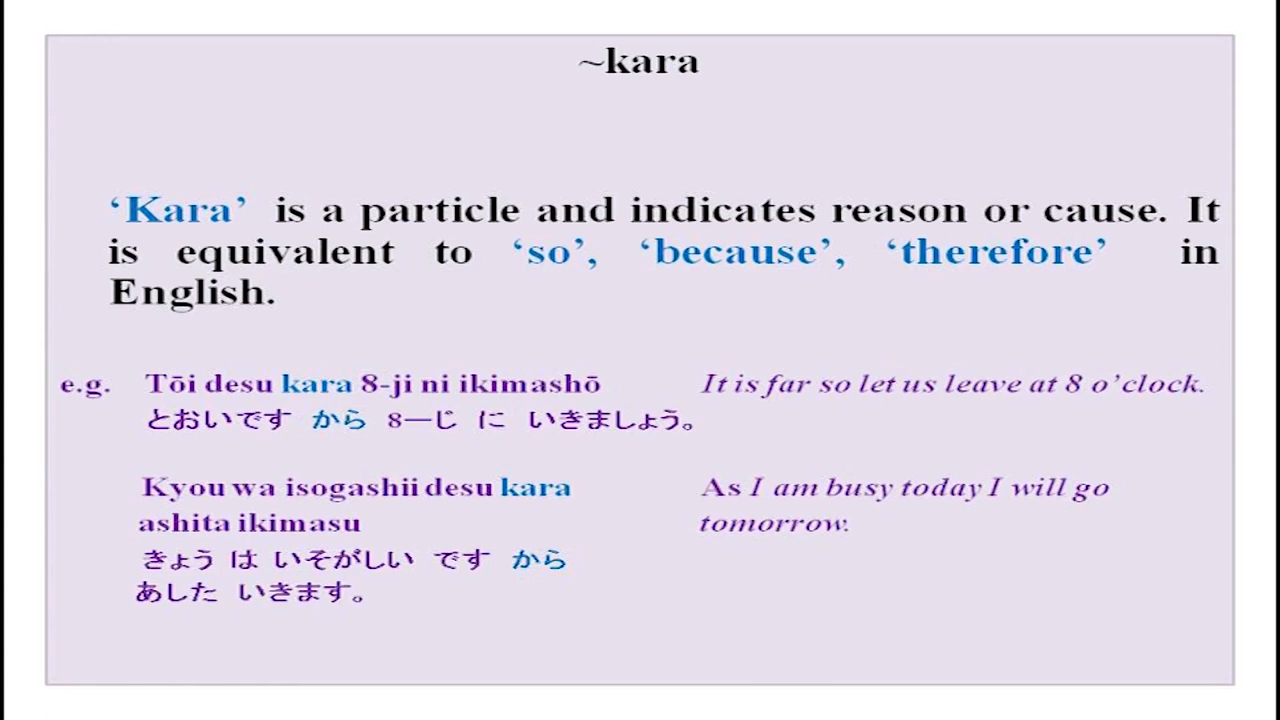 ~kara
‘Kara’ is a particle and indicates reason or cause. It
is equivalent to ‘so’, ‘because’, ‘therefore’ in
English.
e.g. Tōi desu kara 8-ji ni ikimashō It is far so let us leave at 8 o’clock.
とおいです から 8―じ に いきましょう。
Kyou wa isogashii desu kara As I am busy today I will go
ashita ikimasu tomorrow.
きょう は いそがしい です から
あした いきます。